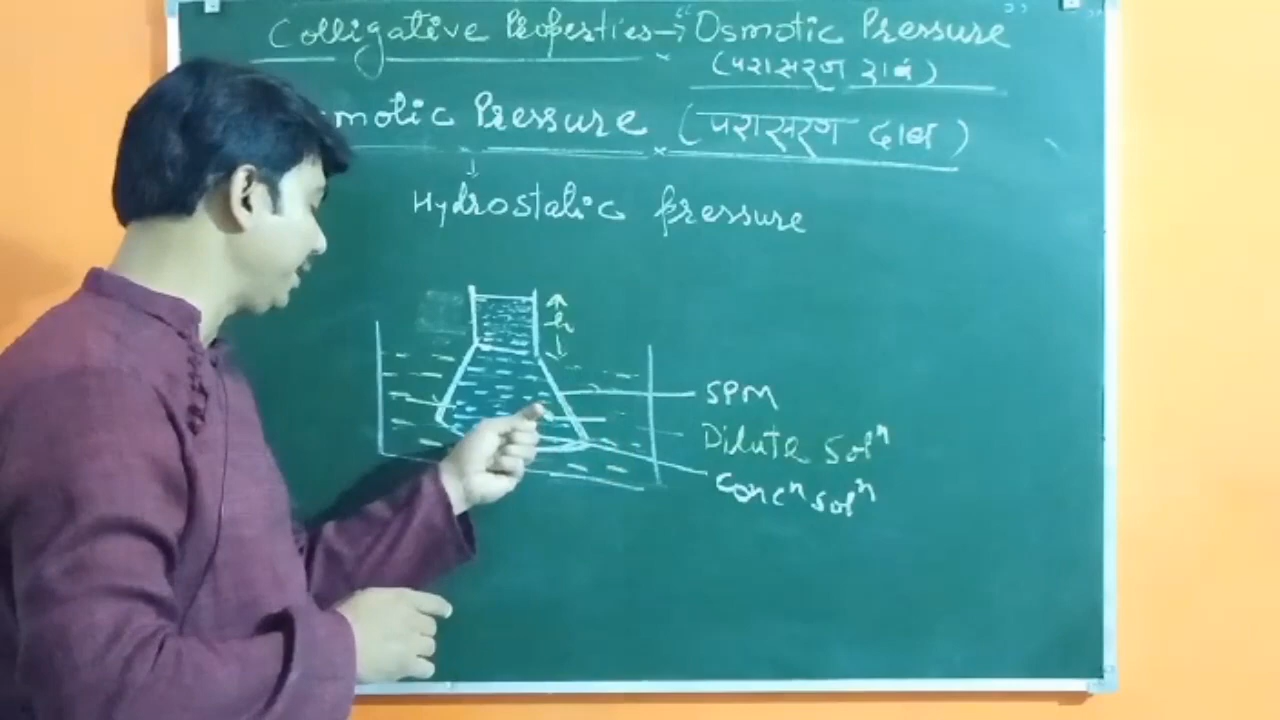 Colligative Properties → "Osmotic Pressure"
(परासरण दाब)
motic Pressure (परासरण दाब)
↓
Hydrostatic pressure
h
SPM
Dilute Solⁿ
Concⁿ solⁿ